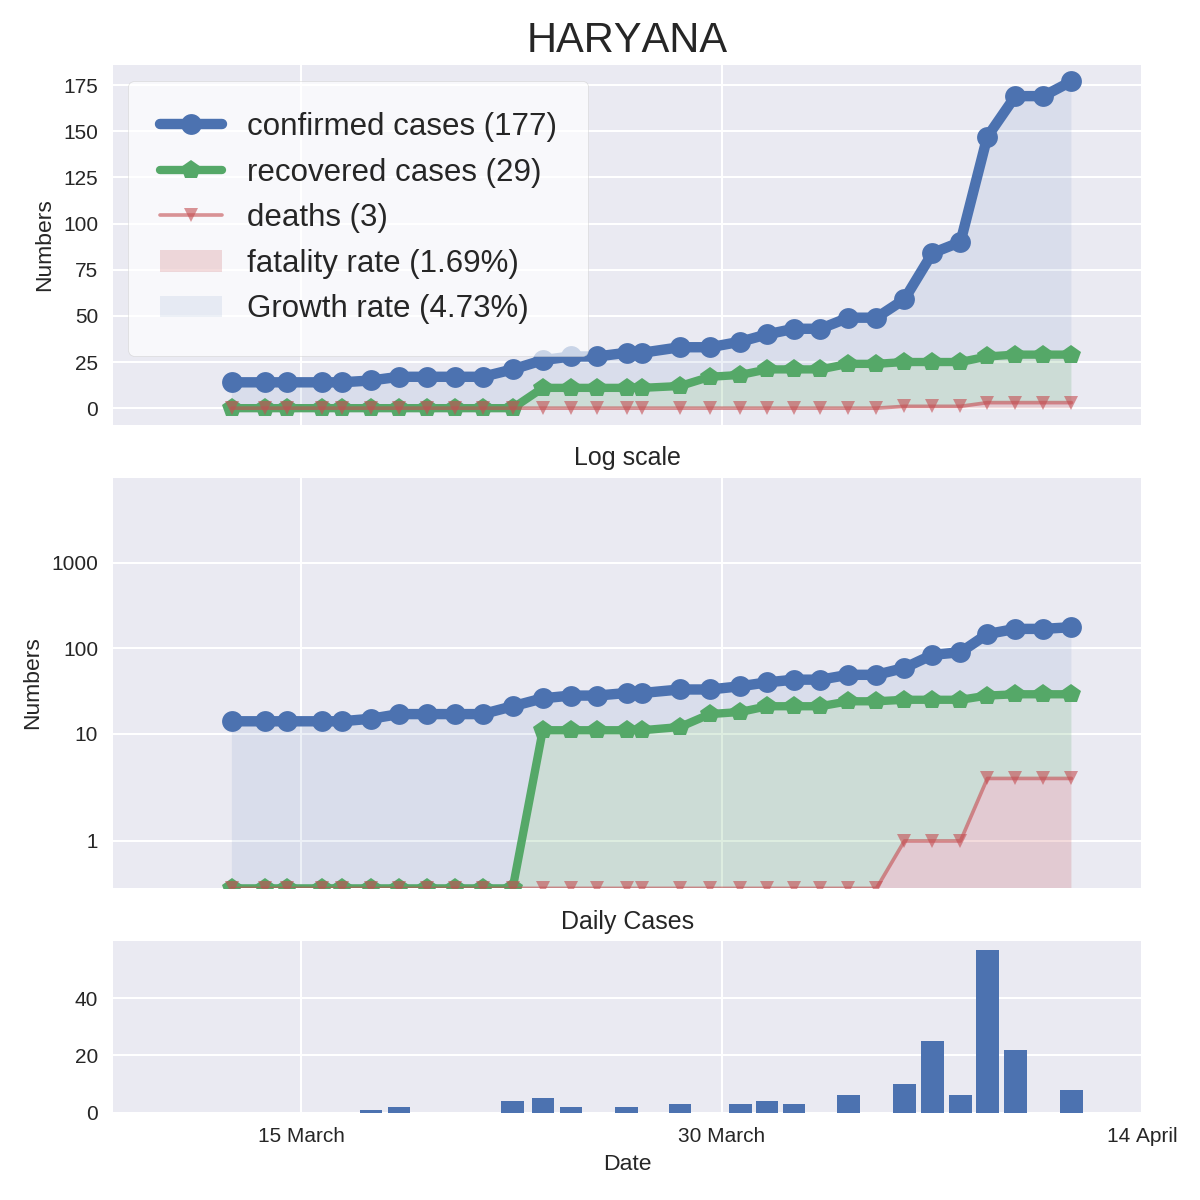 HARYANA
175
150
125
100
75
50
25
0
Numbers
confirmed cases (177)
recovered cases (29)
deaths (3)
fatality rate (1.69%)
Growth rate (4.73%)
Log scale
1000
100
10
1
Numbers
Daily Cases
40
20
0
15 March
30 March
14 April
Date